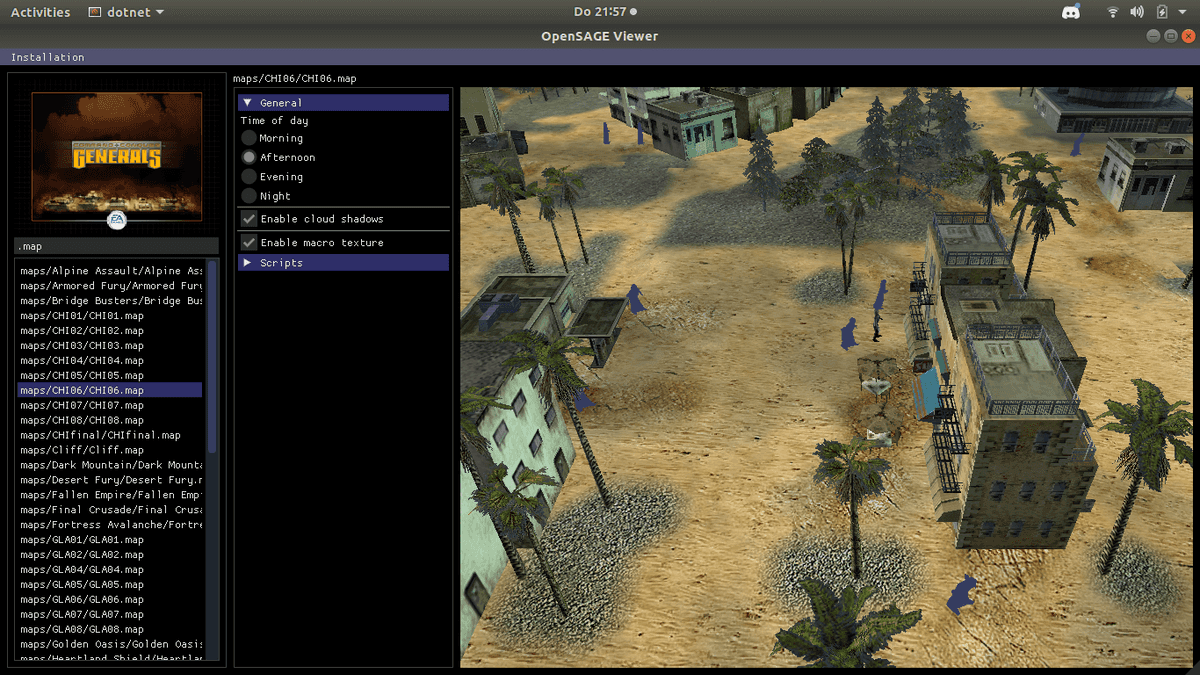 Activities
dotnet
Do 21:57
OpenSAGE Viewer
Installation
GENERALS
EA
.map
maps/Alpine Assault/Alpine Ass
maps/Armored Fury/Armored Fury
maps/Bridge Busters/Bridge Bus
maps/CHI01/CHI01.map
maps/CHI02/CHI02.map
maps/CHI03/CHI03.map
maps/CHI04/CHI04.map
maps/CHI05/CHI05.map
maps/CHI06/CHI06.map
maps/CHI07/CHI07.map
maps/CHI08/CHI08.map
maps/CHIfinal/CHIfinal.map
maps/Cliff/Cliff.map
maps/Dark Mountain/Dark Mounta
maps/Desert Fury/Desert Fury.m
maps/Fallen Empire/Fallen Empi
maps/Final Crusade/Final Crusa
maps/Fortress Avalanche/Fortre
maps/GLA01/GLA01.map
maps/GLA02/GLA02.map
maps/GLA04/GLA04.map
maps/GLA05/GLA05.map
maps/GLA06/GLA06.map
maps/GLA07/GLA07.map
maps/GLA08/GLA08.map
maps/Golden Oasis/Golden Oasis
maps/Heartland Shield/Heartlan
maps/CHI06/CHI06.map
General
Time of day
Morning
Afternoon
Evening
Night
Enable cloud shadows
Enable macro texture
Scripts